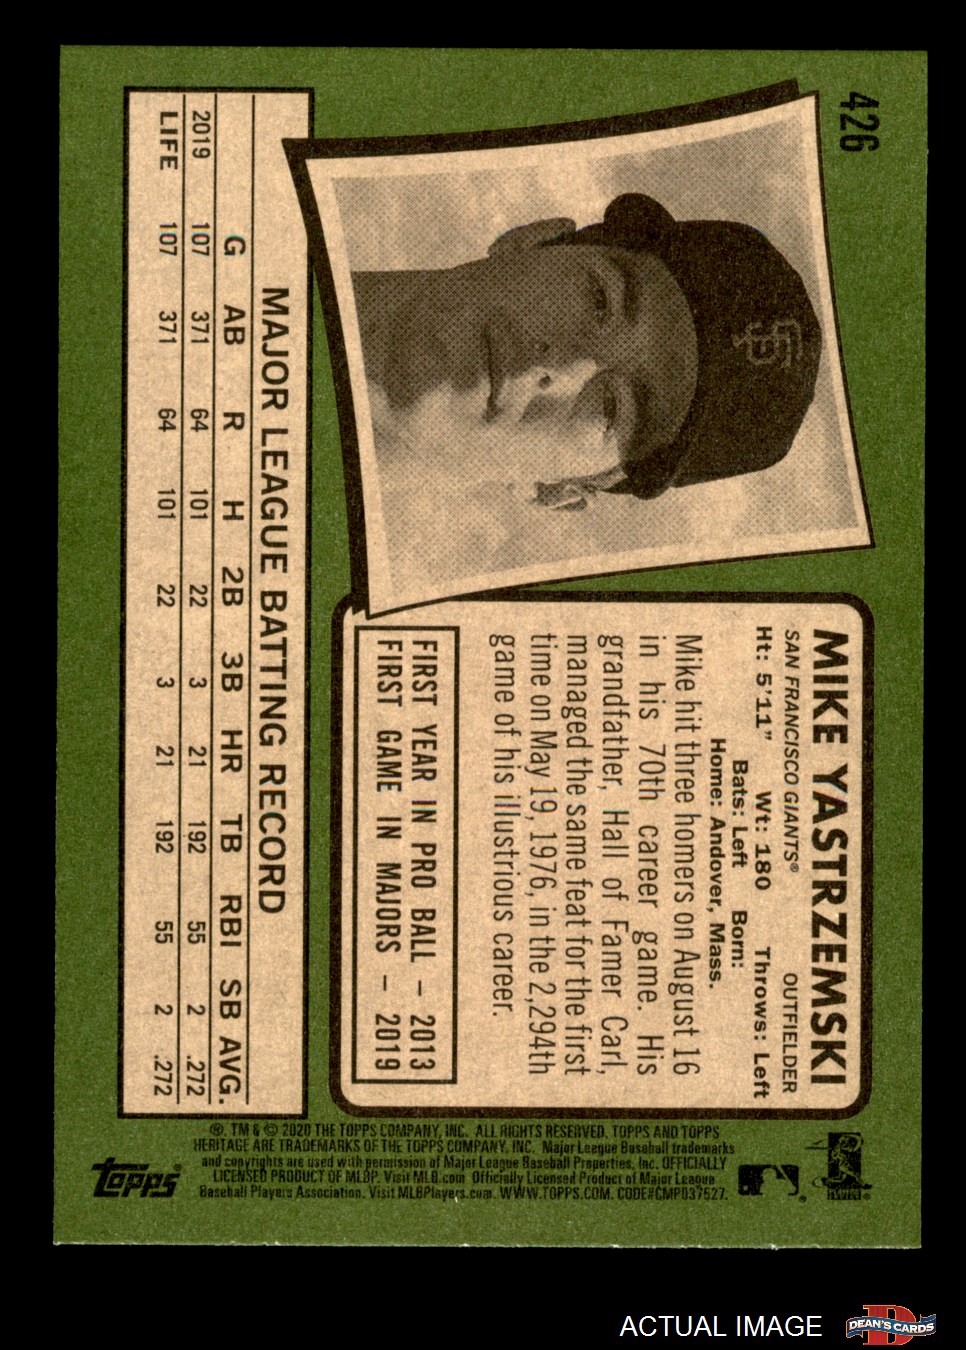 426
MIKE YASTRZEMSKI
SAN FRANCISCO GIANTS® OUTFIELDER
Ht: 5'11" Wt: 180 Throws: Left
Bats: Left Born:
Home: Andover, Mass.
Mike hit three homers on August 16
in his 70th career game. His
grandfather, Hall of Famer Carl,
managed the same feat for the first
time on May 19, 1976, in the 2,294th
game of his illustrious career.
FIRST YEAR IN PRO BALL – 2013
FIRST GAME IN MAJORS – 2019
SF
MAJOR LEAGUE BATTING RECORD
G AB R H 2B 3B HR TB RBI SB AVG.
2019 107 371 64 101 22 3 21 192 55 2 .272
LIFE 107 371 64 101 22 3 21 192 55 2 .272
®, TM & © 2020 THE TOPPS COMPANY, INC. ALL RIGHTS RESERVED. TOPPS AND TOPPS
HERITAGE ARE TRADEMARKS OF THE TOPPS COMPANY, INC. Major League Baseball trademarks
and copyrights are used with permission of Major League Baseball Properties, Inc. OFFICIALLY
LICENSED PRODUCT OF MLBP. Visit MLB.com Officially Licensed Product of Major League
Baseball Players Association. Visit MLBPlayers.com. WWW.TOPPS.COM. CODE#CMP037527.
topps®
ACTUAL IMAGE
D
DEAN'S CARDS